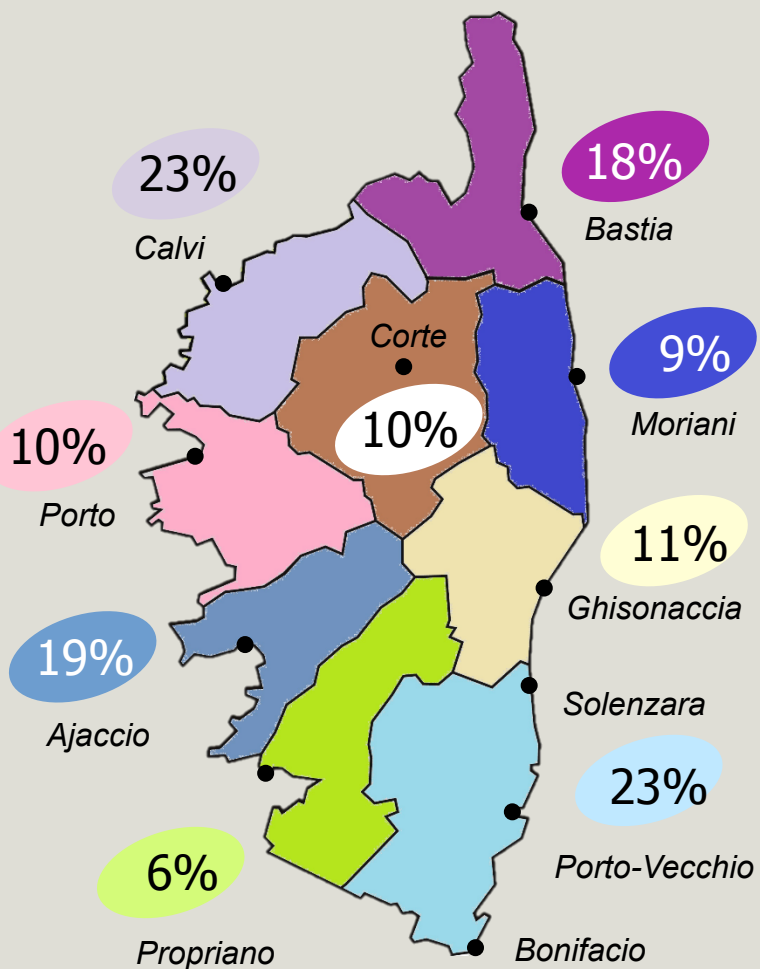 23%
Calvi
18%
Bastia
Corte
10%
9%
Moriani
10%
Porto
11%
Ghisonaccia
19%
Ajaccio
Solenzara
23%
Porto-Vecchio
6%
Propriano
Bonifacio